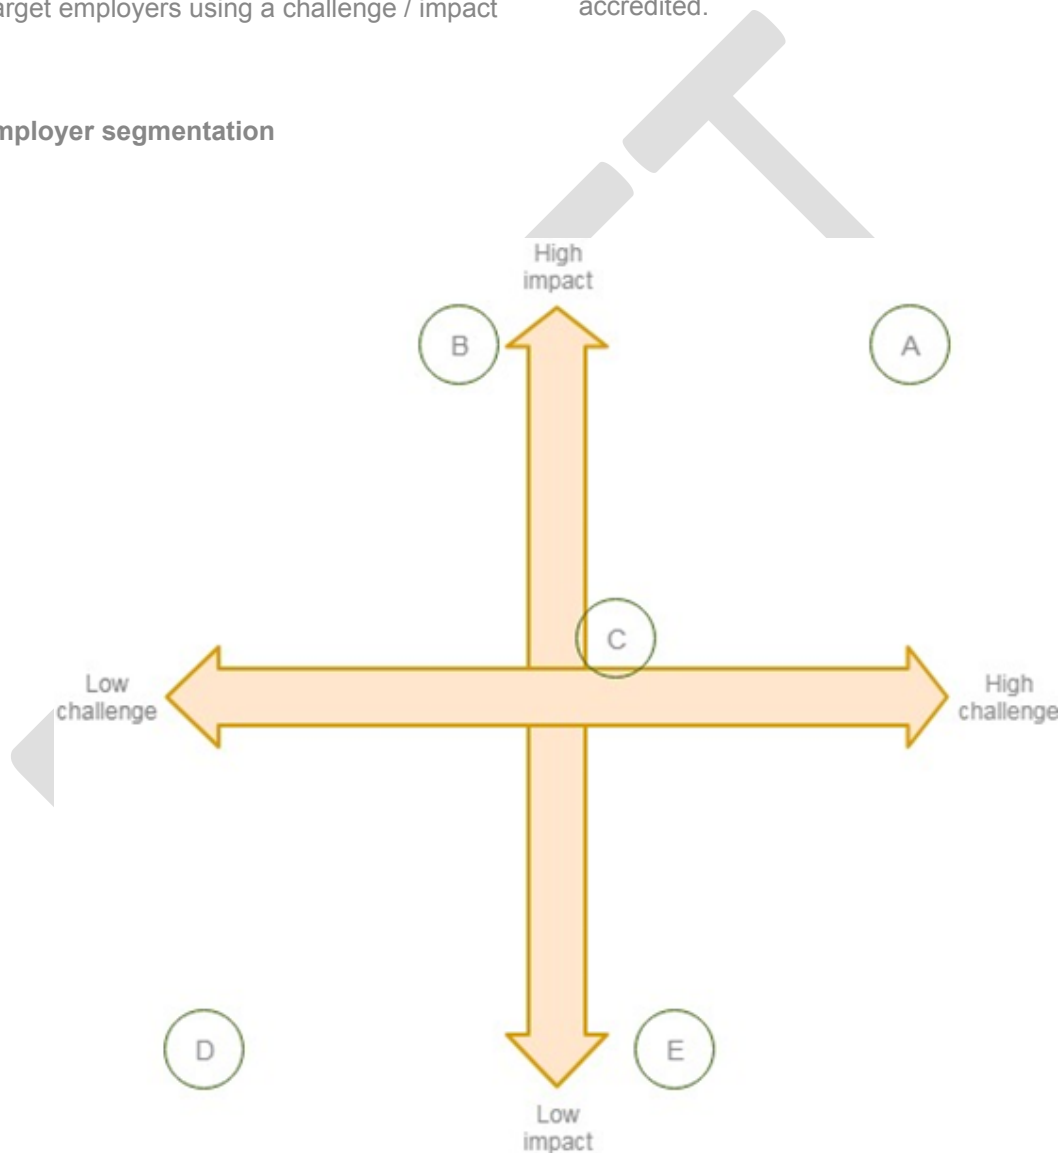 arget employers using a challenge / impact
accredited.
mployer segmentation
High
impact
B
A
C
Low
challenge
High
challenge
D
E
Low
impact